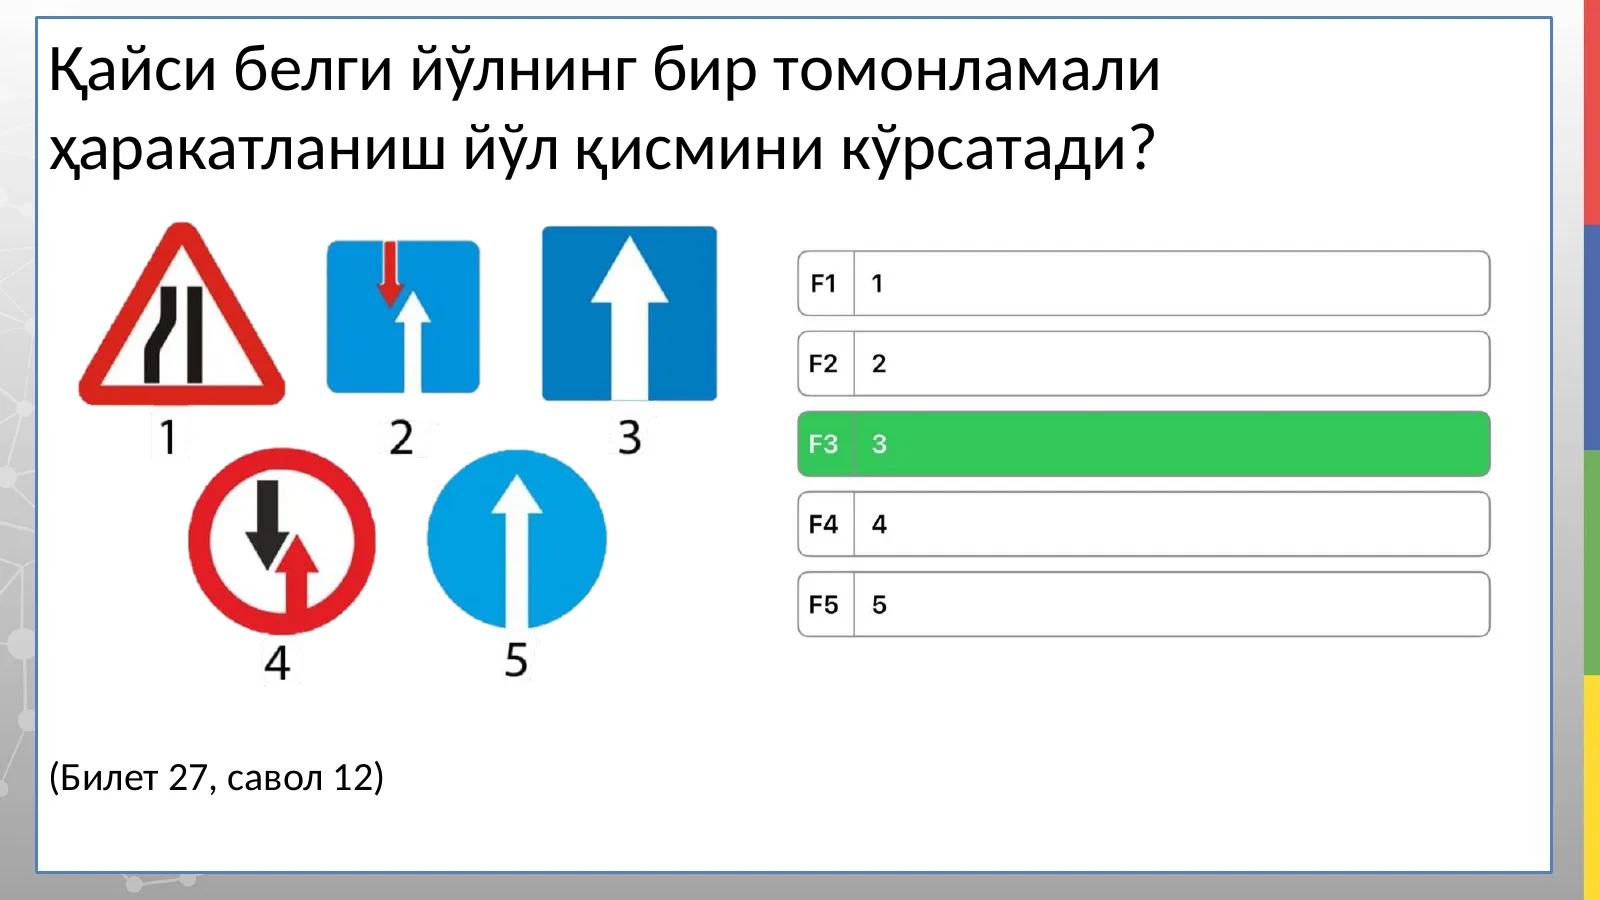 Қайси белги йўлнинг бир томонламали
ҳаракатланиш йўл қисмини кўрсатади?
1
2
3
4
5
F1 1
F2 2
F3 3
F4 4
F5 5
(Билет 27, савол 12)